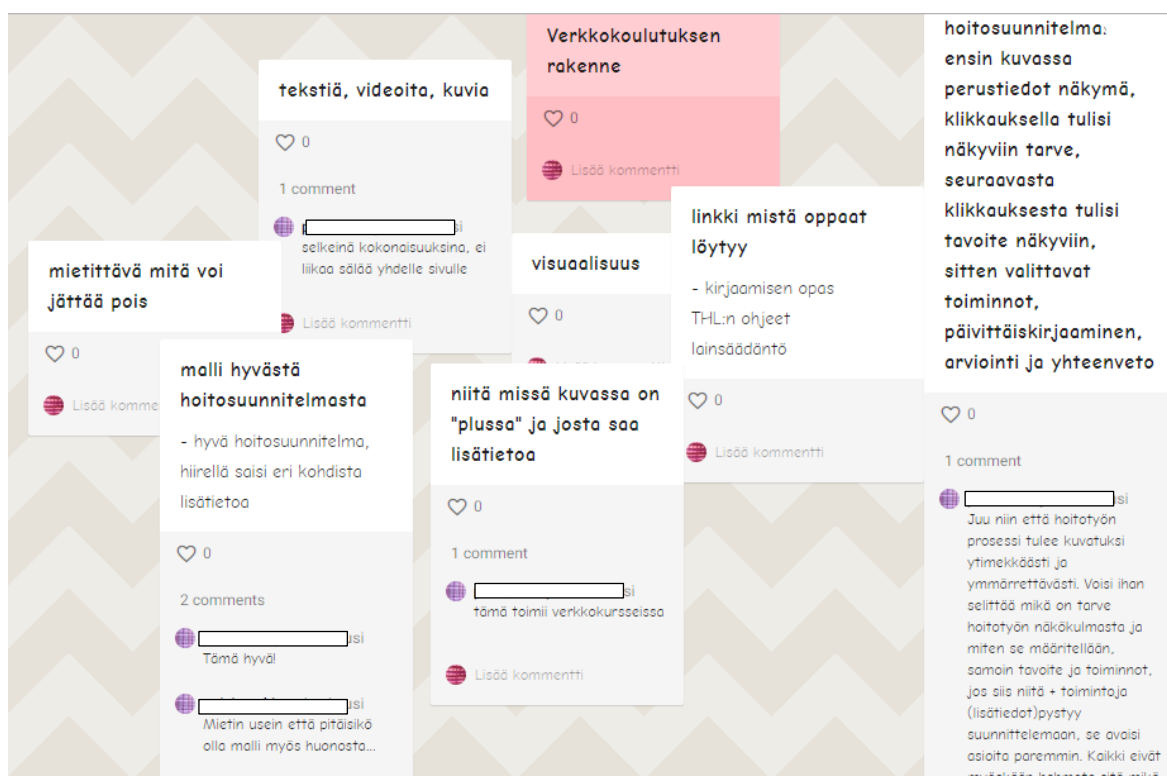 Verkkokoulutuksen
rakenne
0
Lisää kommentti
tekstiä, videoita, kuvia
0
1 comment
si
selkeinä kokonaisuuksina, ei
liikaa sälää yhdelle sivulle
Lisää kommentti
mietittävä mitä voi
jättää pois
0
Lisää komme
malli hyvästä
hoitosuunnitelmasta
- hyvä hoitosuunnitelma,
hiirellä saisi eri kohdista
lisätietoa
0
2 comments
usi
Tämä hyvä!
usi
Mietin usein että pitäisikö
olla malli myös huonosta...
visuaalisuus
0
niitä missä kuvassa on
"plussa" ja josta saa
lisätietoa
0
1 comment
si
tämä toimii verkkokursseissa
Lisää kommentti
linkki mistä oppaat
löytyy
- kirjaamisen opas
THL:n ohjeet
lainsäädäntö
0
Lisää kommentti
hoitosuunnitelma:
ensin kuvassa
perustiedot näkymä,
klikkauksella tulisi
näkyviin tarve,
seuraavasta
klikkauksesta tulisi
tavoite näkyviin,
sitten valittavat
toiminnot,
päivittäiskirjaaminen,
arviointi ja yhteenveto
0
1 comment
usi
Juu niin että hoitotyön
prosessi tulee kuvatuksi
ytimekkäästi ja
ymmärrettävästi. Voisi ihan
selittää mikä on tarve
hoitotyön näkökulmasta ja
miten se määritellään,
samoin tavoite ja toiminnot,
jos siis niitä + toimintoja
(lisätiedot)pystyy
suunnittelemaan, se avaisi
asioita paremmin. Kaikki eivät